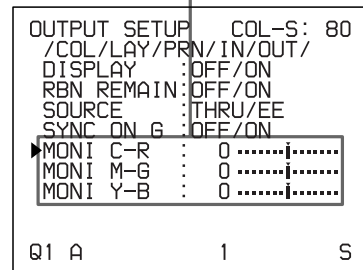 OUTPUT SETUP COL-S: 80
/COL/LAY/PRN/IN/OUT/
DISPLAY :OFF/ON
RBN REMAIN:OFF/ON
SOURCE :THRU/EE
SYNC ON G :OFF/ON
MONI C-R : 0
MONI M-G : 0
MONI Y-B : 0
Q1 A 1 S